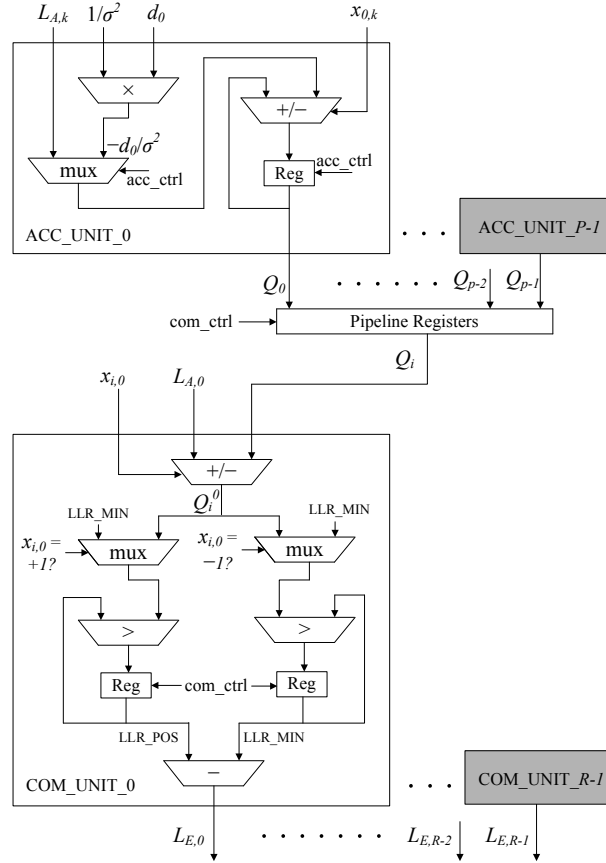 L_{A,k} 1/σ² d_0 x_{0,k}
×
+/−
−d_0/σ²
mux
acc_ctrl
Reg
acc_ctrl
ACC_UNIT_0
. . .
ACC_UNIT_P-1
Q_0 . . . . . . Q_{p-2} Q_{p-1}
com_ctrl
Pipeline Registers
Q_i
x_{i,0} L_{A,0}
+/−
Q_i^0
LLR_MIN
LLR_MIN
x_{i,0} =
+1?
mux
x_{i,0} =
−1?
mux
>
>
Reg
com_ctrl
Reg
LLR_POS
LLR_MIN
−
COM_UNIT_0
. . .
COM_UNIT_R-1
L_{E,0} . . . . . . . L_{E,R-2} L_{E,R-1}